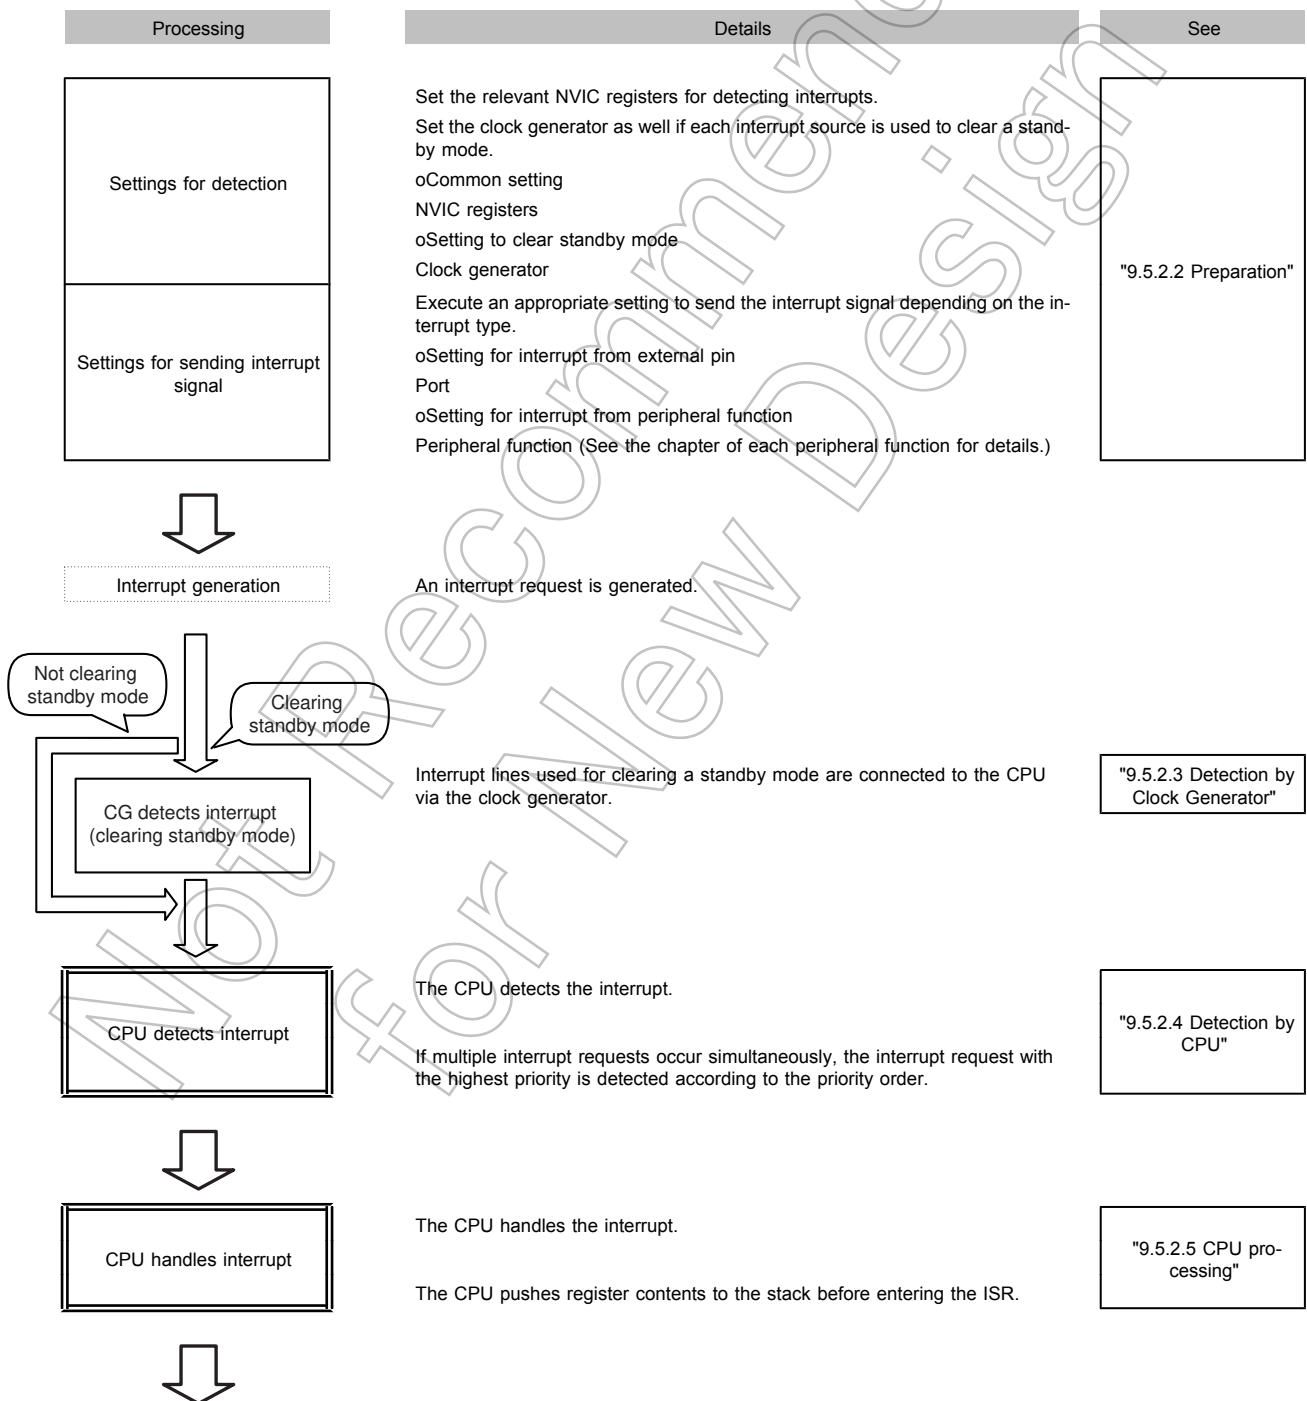 Processing
Details
See
Settings for detection
Set the relevant NVIC registers for detecting interrupts.
Set the clock generator as well if each interrupt source is used to clear a stand-
by mode.
oCommon setting
NVIC registers
oSetting to clear standby mode
Clock generator
"9.5.2.2 Preparation"
Settings for sending interrupt
signal
Execute an appropriate setting to send the interrupt signal depending on the in-
terrupt type.
oSetting for interrupt from external pin
Port
oSetting for interrupt from peripheral function
Peripheral function (See the chapter of each peripheral function for details.)
Interrupt generation
An interrupt request is generated.
Not clearing
standby mode
Clearing
standby mode
CG detects interrupt
(clearing standby mode)
Interrupt lines used for clearing a standby mode are connected to the CPU
via the clock generator.
"9.5.2.3 Detection by
Clock Generator"
CPU detects interrupt
The CPU detects the interrupt.
If multiple interrupt requests occur simultaneously, the interrupt request with
the highest priority is detected according to the priority order.
"9.5.2.4 Detection by
CPU"
CPU handles interrupt
The CPU handles the interrupt.
The CPU pushes register contents to the stack before entering the ISR.
"9.5.2.5 CPU pro-
cessing"
Not Recommen
for New Design